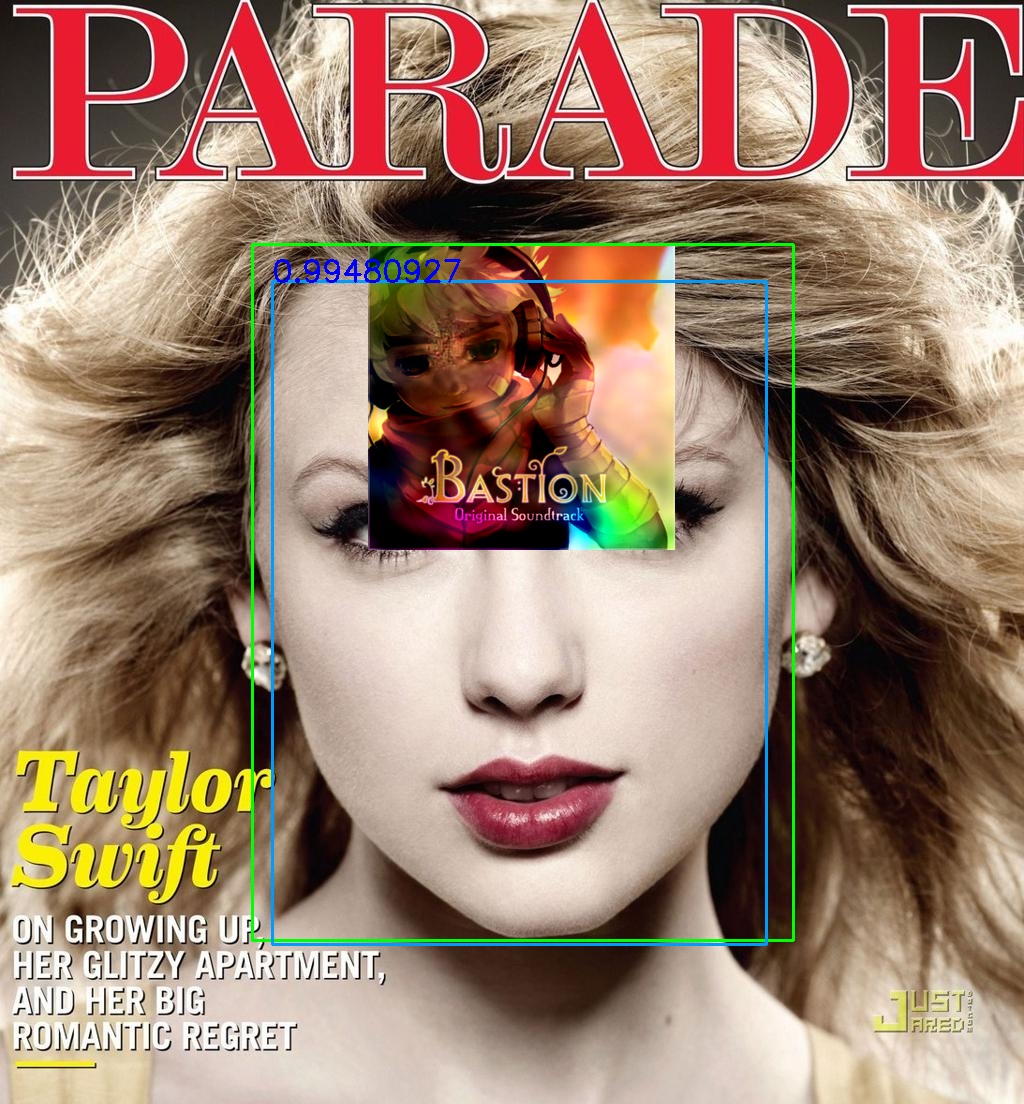 PARADE
0.99480927
BASTION
Original Soundtrack
Taylor
Swift
ON GROWING UP,
HER GLITZY APARTMENT,
AND HER BIG
ROMANTIC REGRET
JUST
JARED